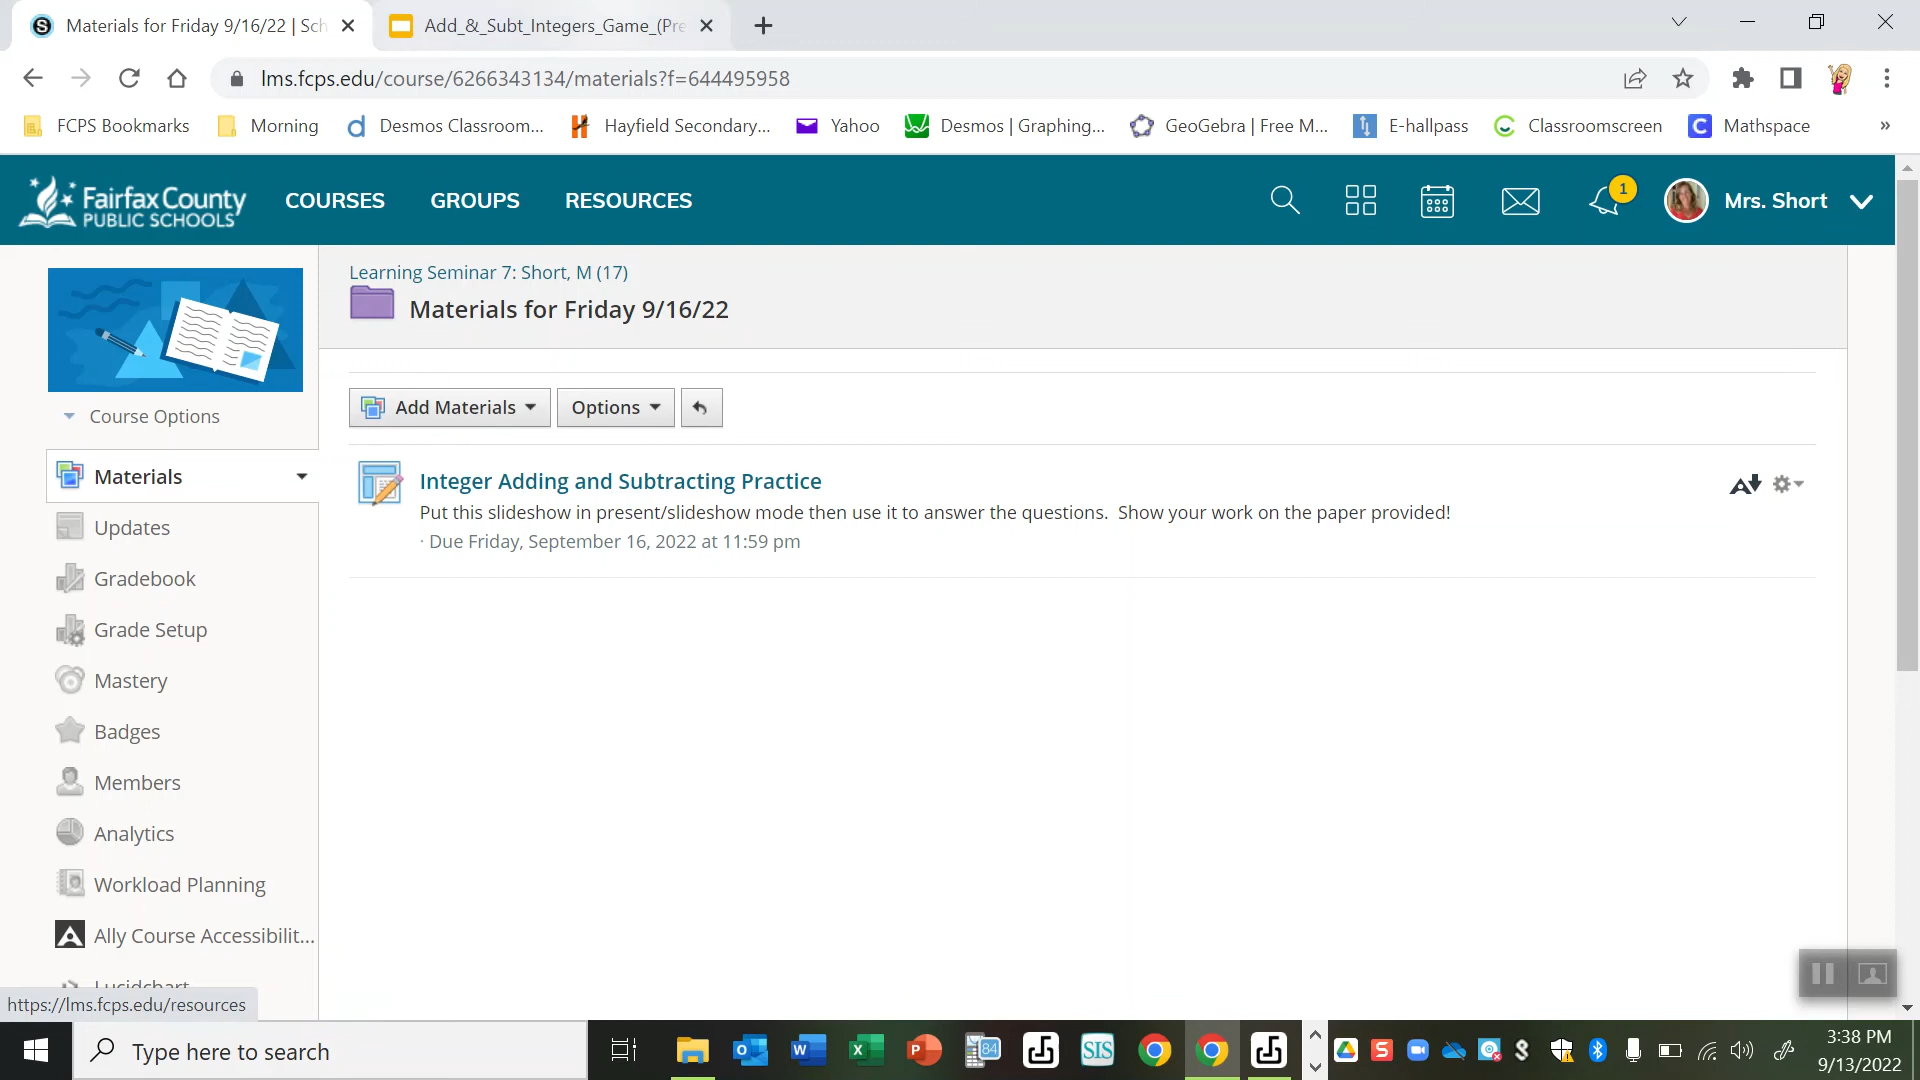 Materials for Friday 9/16/22 | Sch
Add_&_Subt_Integers_Game_(Pre
lms.fcps.edu/course/6266343134/materials?f=644495958
FCPS Bookmarks
Morning
Desmos Classroom...
Hayfield Secondary...
Yahoo
Desmos | Graphing...
GeoGebra | Free M...
E-hallpass
Classroomscreen
Mathspace
»
Fairfax County
PUBLIC SCHOOLS
COURSES
GROUPS
RESOURCES
1
Mrs. Short
Learning Seminar 7: Short, M (17)
Materials for Friday 9/16/22
Course Options
Add Materials
Options
Materials
Integer Adding and Subtracting Practice
Put this slideshow in present/slideshow mode then use it to answer the questions.  Show your work on the paper provided!
· Due Friday, September 16, 2022 at 11:59 pm
Updates
Gradebook
Grade Setup
Mastery
Badges
Members
Analytics
Workload Planning
Ally Course Accessibilit...
Lucidchart
https://lms.fcps.edu/resources
Type here to search
84
SIS
3:38 PM
9/13/2022